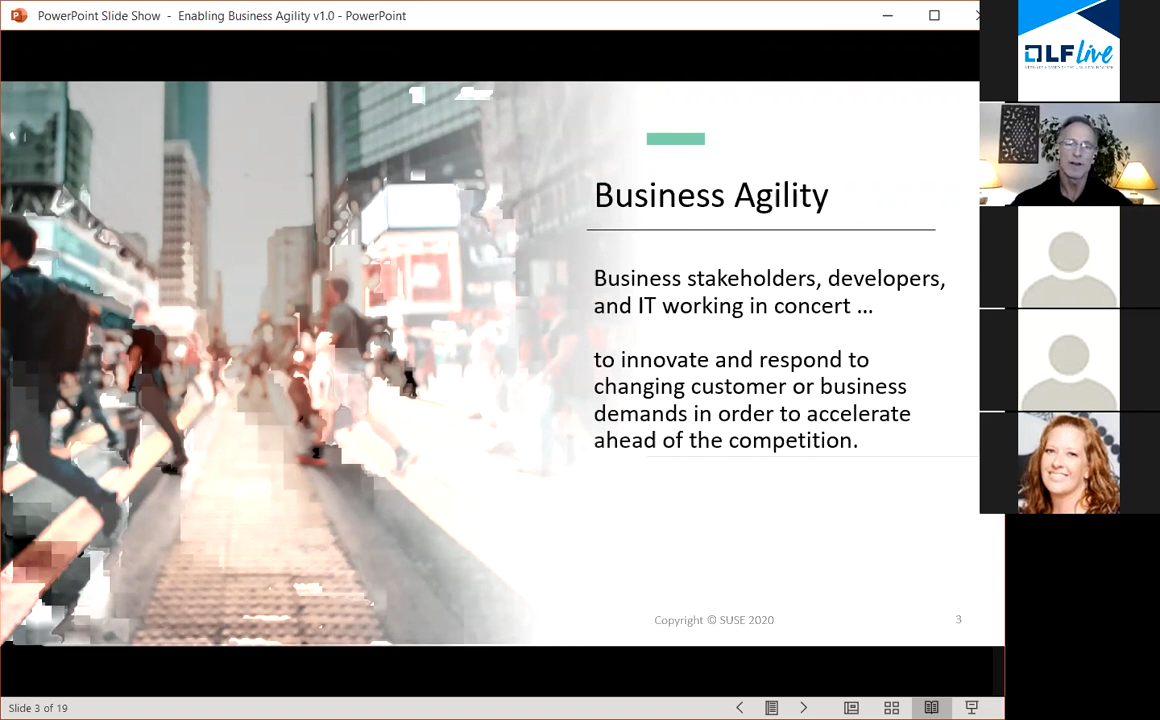 PowerPoint Slide Show - Enabling Business Agility v1.0 - PowerPoint
LF Live
Business Agility
Business stakeholders, developers,
and IT working in concert ...
to innovate and respond to
changing customer or business
demands in order to accelerate
ahead of the competition.
Copyright © SUSE 2020
3
Slide 3 of 19